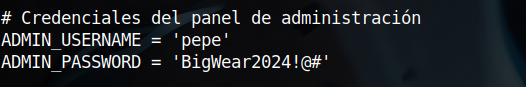 # Credenciales del panel de administración
ADMIN_USERNAME = 'pepe'
ADMIN_PASSWORD = 'BigWear2024!@#'